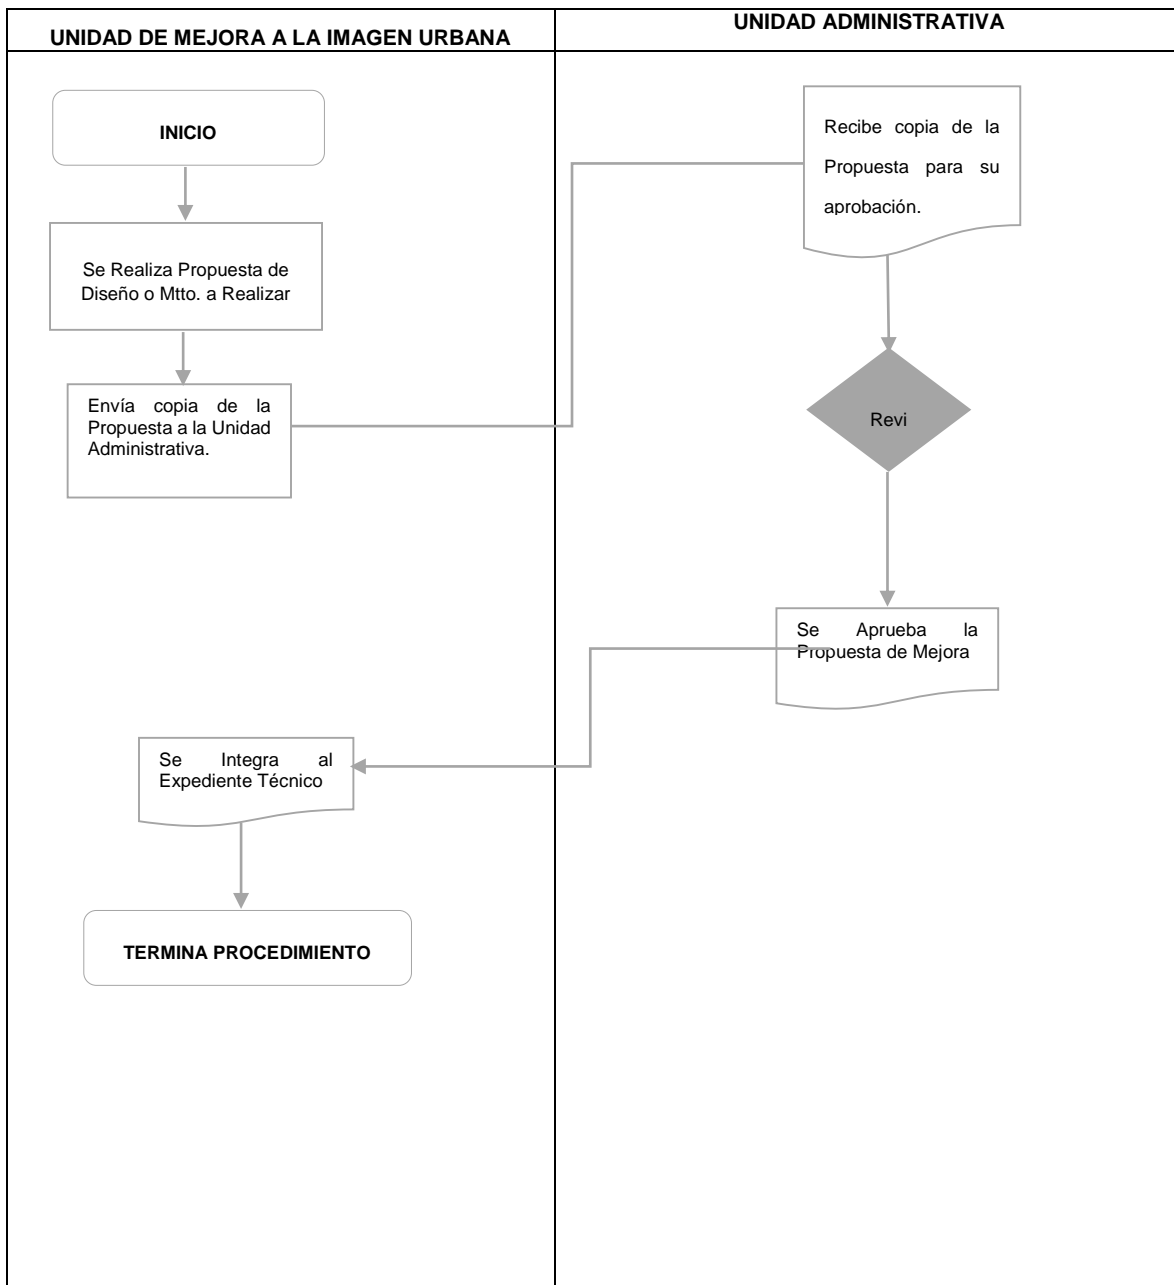 UNIDAD DE MEJORA A LA IMAGEN URBANA
UNIDAD ADMINISTRATIVA
INICIO
Se Realiza Propuesta de
Diseño o Mtto. a Realizar
Envía copia de la
Propuesta a la Unidad
Administrativa.
Recibe copia de la
Propuesta para su
aprobación.
Revi
Se Aprueba la
Propuesta de Mejora
Se Integra al
Expediente Técnico
TERMINA PROCEDIMIENTO